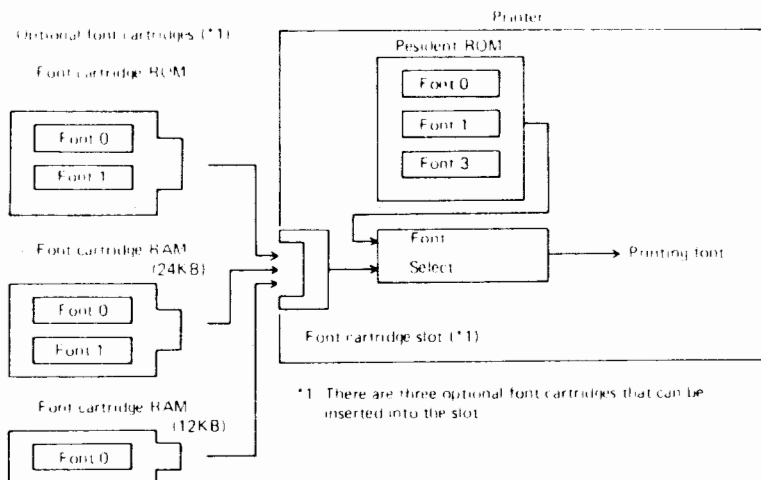 Optional font cartridges (*1)
Font cartridge ROM
Font 0
Font 1
Font cartridge RAM
(24KB)
Font 0
Font 1
Font cartridge RAM
(12KB)
Font 0
Printer
Pesident ROM
Font 0
Font 1
Font 3
Font
Select
Printing font
Font cartridge slot (*1)
*1 There are three optional font cartridges that can be
inserted into the slot